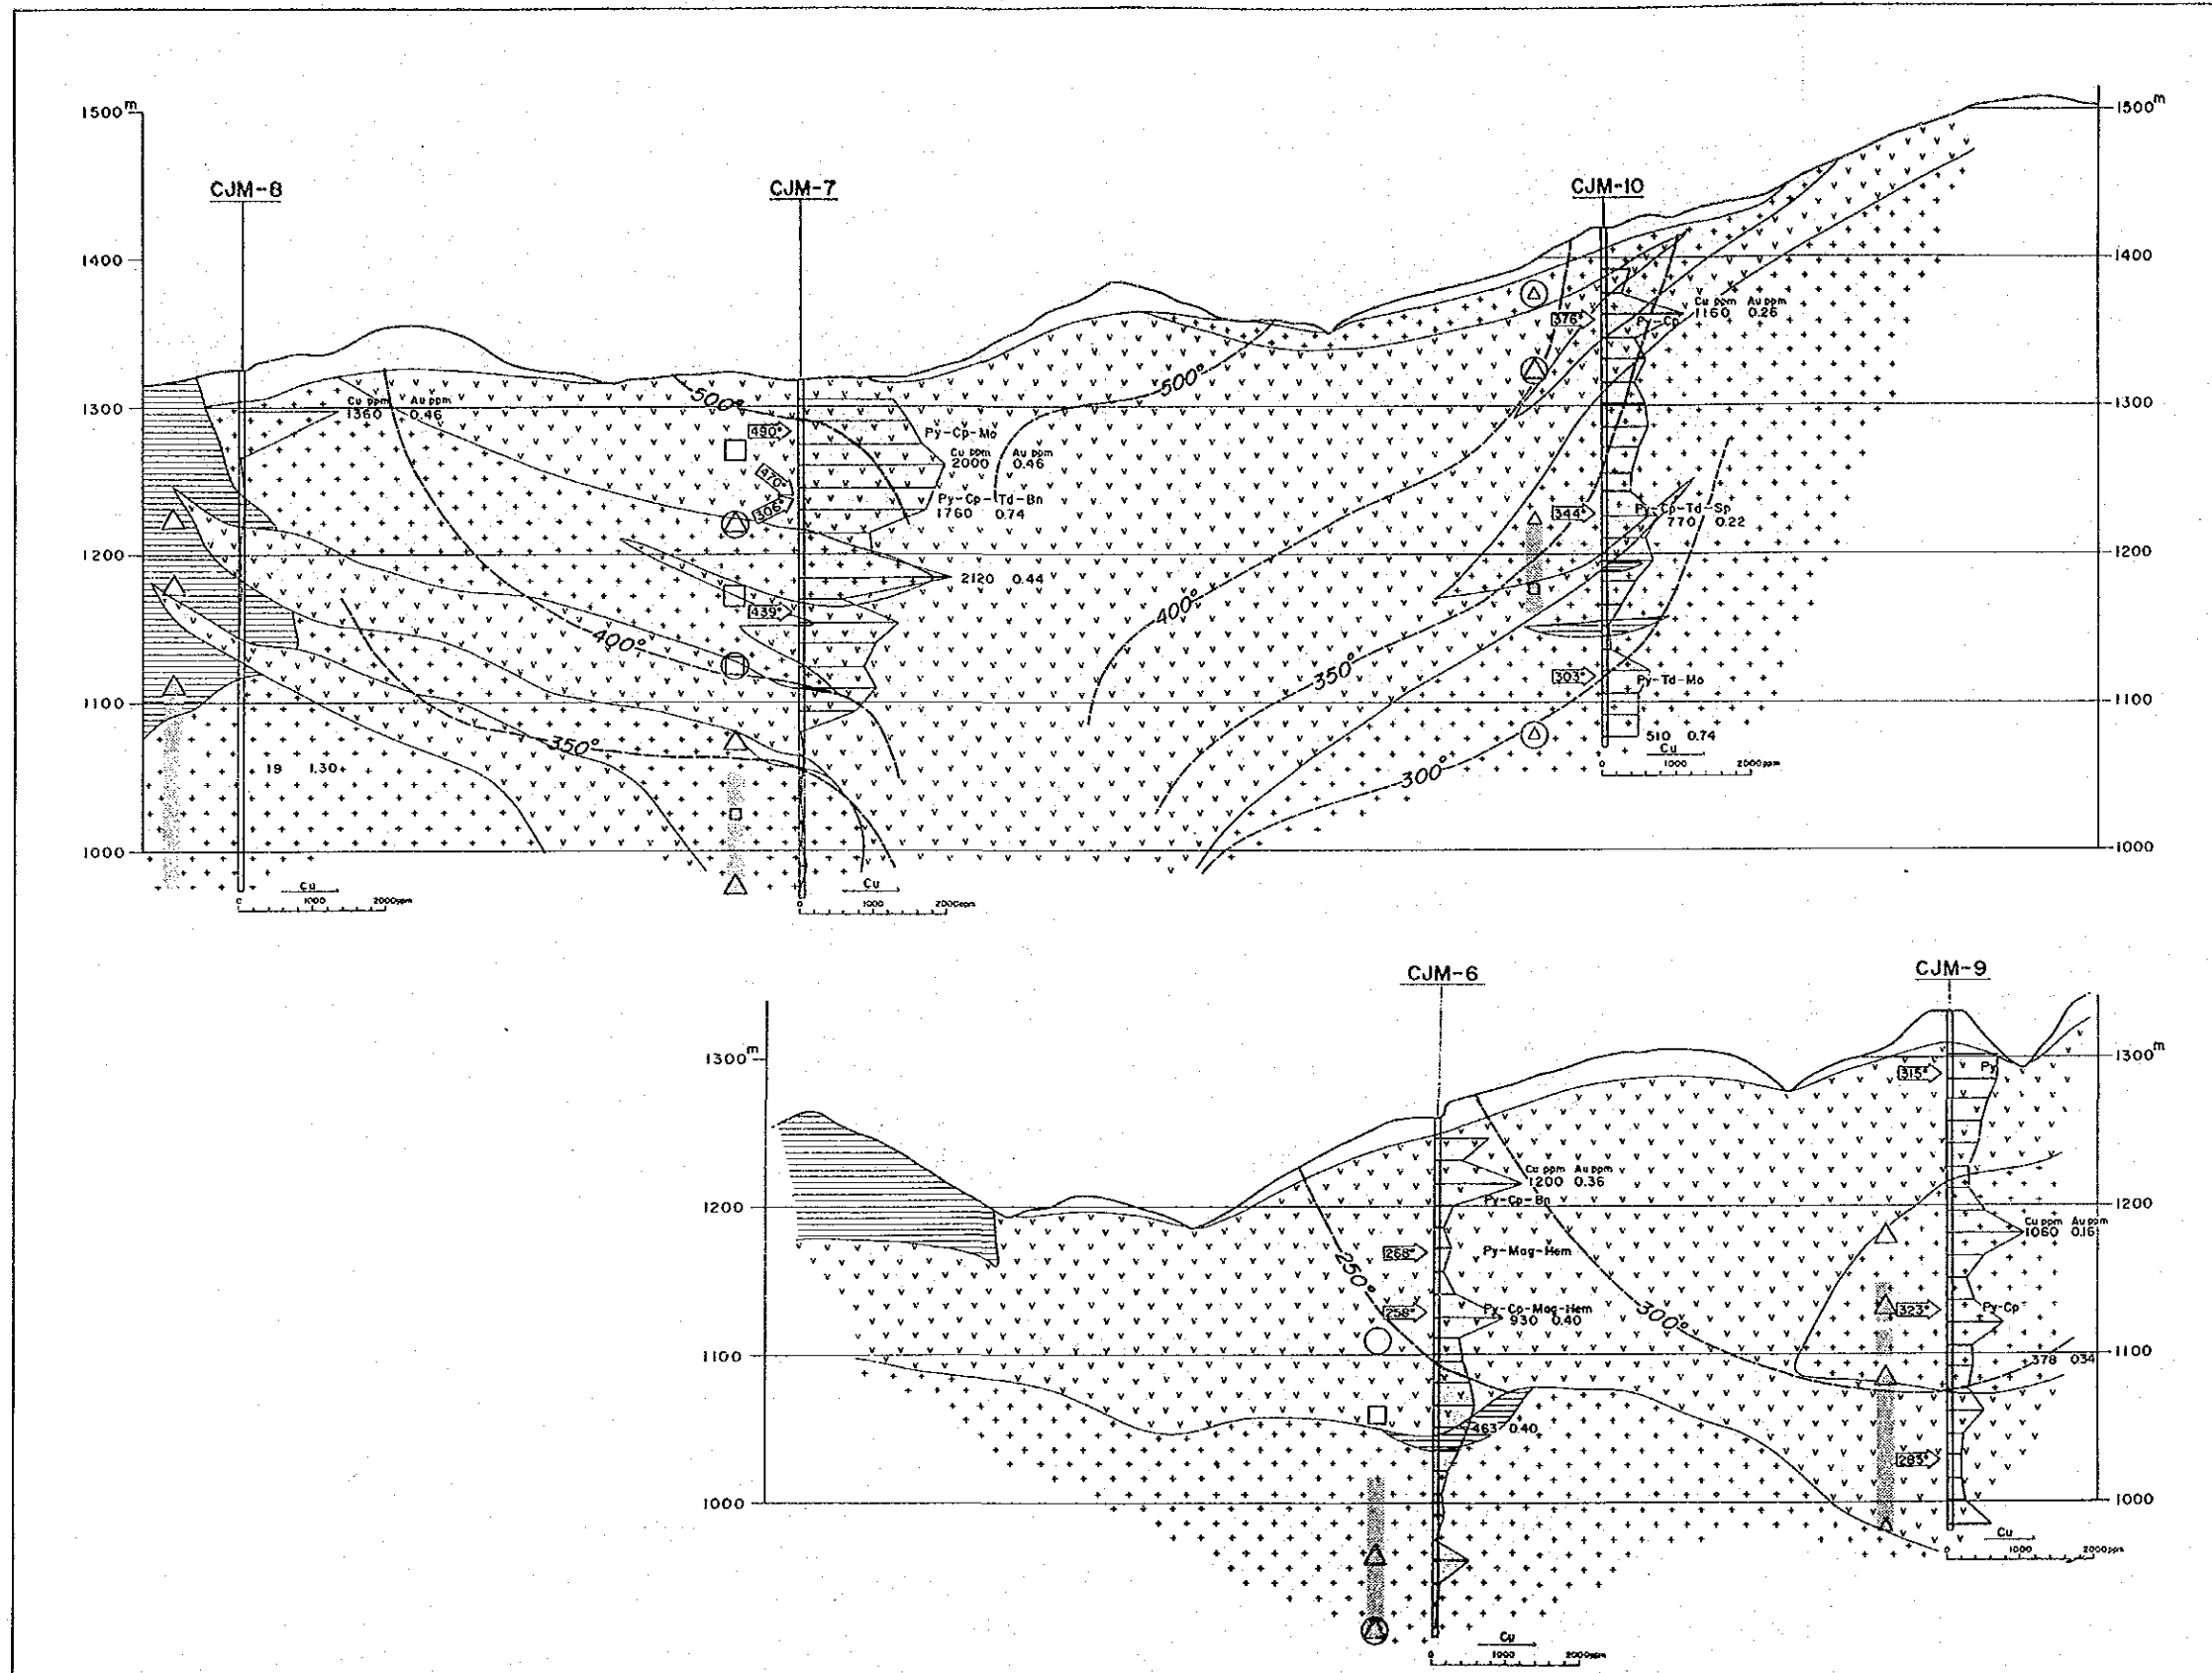 1500m
1500m
CJM-8
CJM-7
CJM-10
1400
1400
Cu ppm Au ppm
1160 0.26
376°
Py-Cp
500°
500°
1300
1300
Cu ppm Au ppm
1360 0.46
490°
Py-Cp-Mo
Cu ppm Au ppm
2000 0.46
470°
306°
Py-Cp-Td-Bn
1760 0.74
344°
Py-Cp-Td-Sp
770 0.22
1200
1200
2120 0.44
439°
400°
400°
350°
303°
Py-Td-Mo
1100
1100
350°
510 0.74
Cu
0 1000 2000ppm
300°
19 1.30
1000
1000
Cu
0 1000 2000ppm
Cu
0 1000 2000ppm
CJM-6
CJM-9
1300m
1300m
315°
Py
Cu ppm Au ppm
1200 0.36
Py-Cp-Bn
1200
1200
Cu ppm Au ppm
1060 0.16
268°
Py-Mag-Hem
250°
258°
Py-Cp-Mag-Hem
930 0.40
300°
323°
Py-Cp
1100
1100
378 034
463 0.40
283°
1000
1000
Cu
0 1000 2000ppm
Cu
0 1000 2000ppm